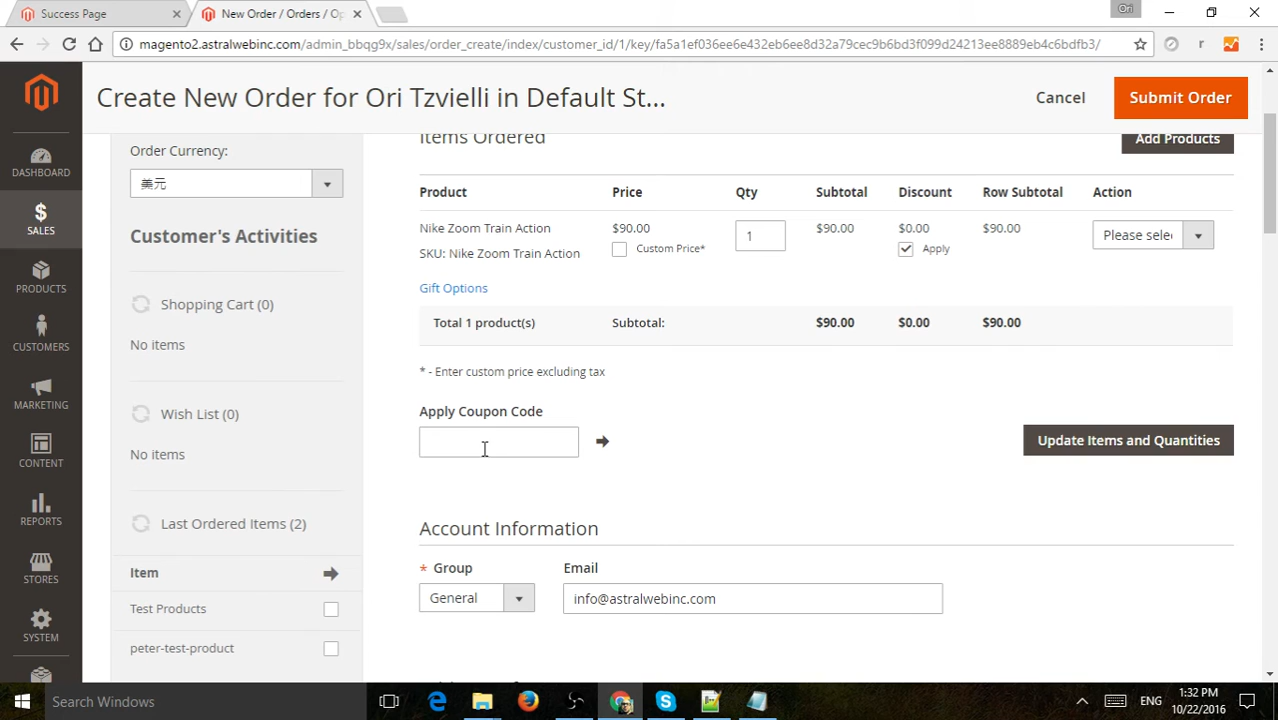 Success Page
New Order / Orders / Op
Ori
magento2.astralwebinc.com/admin_bbqg9x/sales/order_create/index/customer_id/1/key/fa5a1ef036ee6e432eb6ee8d32a79cec9b6bd3f099d24213ee8889eb4c6bdfb3/
Create New Order for Ori Tzvielli in Default St...
Cancel
Submit Order
DASHBOARD
SALES
PRODUCTS
CUSTOMERS
MARKETING
CONTENT
REPORTS
STORES
SYSTEM
Order Currency:
美元
Customer's Activities
Shopping Cart (0)
No items
Wish List (0)
No items
Last Ordered Items (2)
Item
Test Products
peter-test-product
Items Ordered
Add Products
Product Price Qty Subtotal Discount Row Subtotal Action
Nike Zoom Train Action $90.00 1 $90.00 $0.00 $90.00 Please selec
SKU: Nike Zoom Train Action Custom Price* Apply
Gift Options
Total 1 product(s) Subtotal: $90.00 $0.00 $90.00
* - Enter custom price excluding tax
Apply Coupon Code
Update Items and Quantities
Account Information
* Group Email
General info@astralwebinc.com
Search Windows
ENG
1:32 PM
10/22/2016